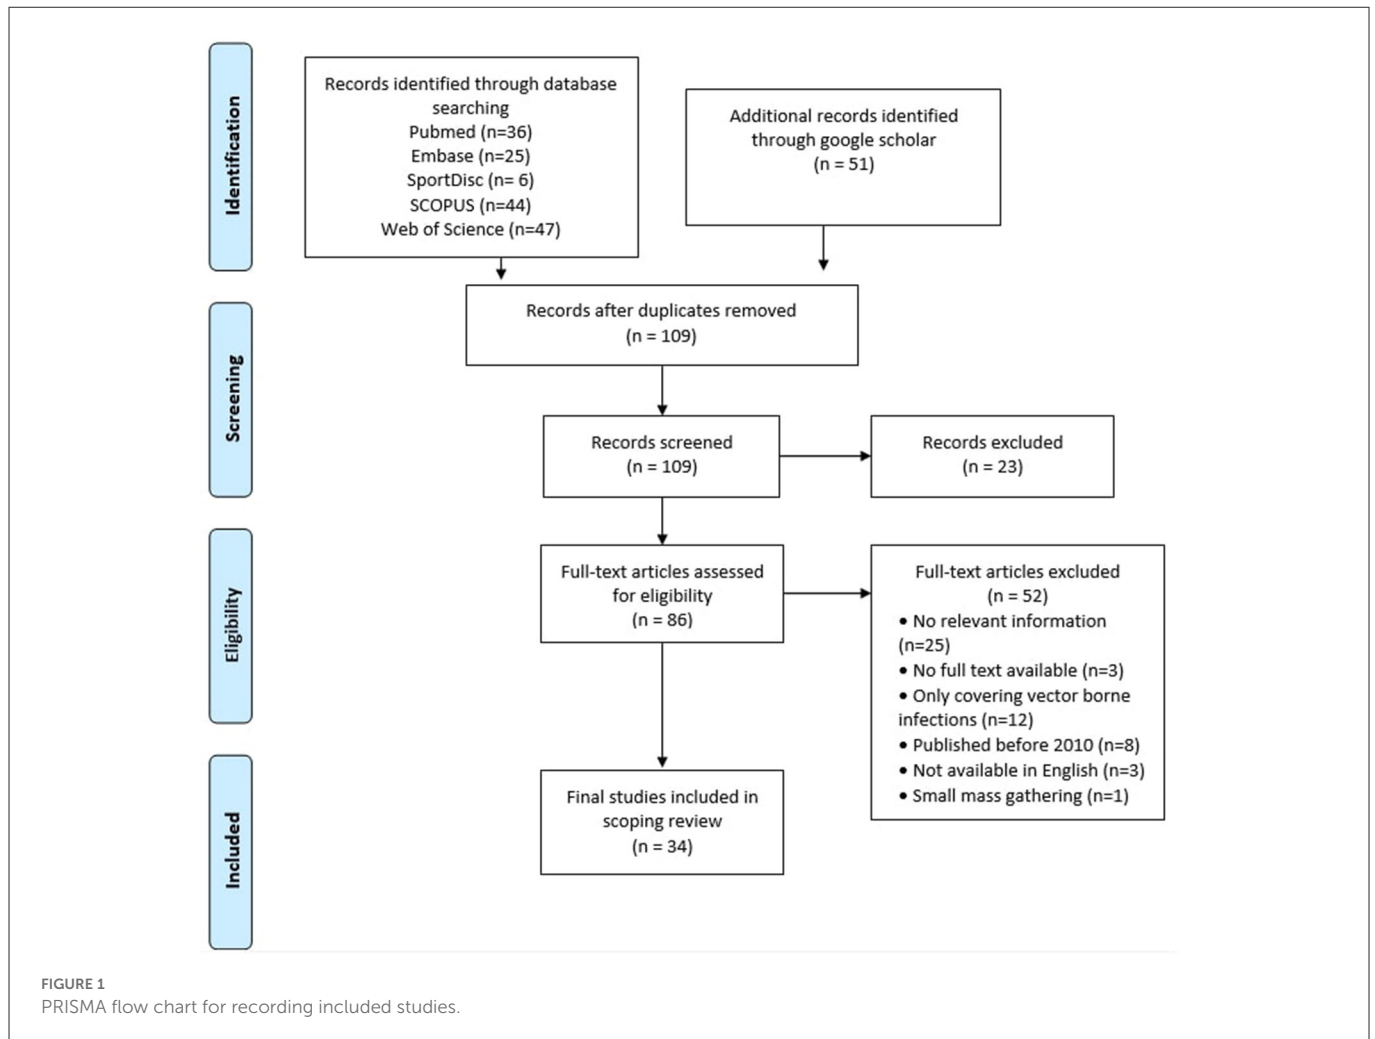 Identification
Records identified through database
searching
Pubmed (n=36)
Embase (n=25)
SportDisc (n= 6)
SCOPUS (n=44)
Web of Science (n=47)
Additional records identified
through google scholar
(n = 51)
Screening
Records after duplicates removed
(n = 109)
Records screened
(n = 109)
Records excluded
(n = 23)
Eligibility
Full-text articles assessed
for eligibility
(n = 86)
Full-text articles excluded
(n = 52)
• No relevant information
(n=25)
• No full text available (n=3)
• Only covering vector borne
infections (n=12)
• Published before 2010 (n=8)
• Not available in English (n=3)
• Small mass gathering (n=1)
Included
Final studies included in
scoping review
(n = 34)
FIGURE 1
PRISMA flow chart for recording included studies.